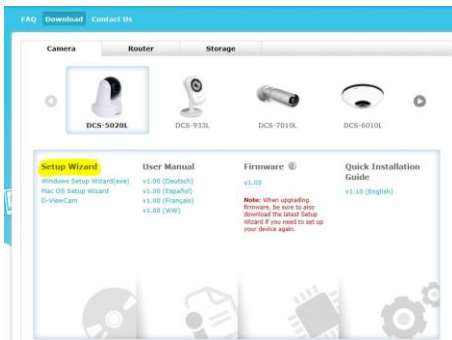 FAQ Download Contact Us
Camera Router Storage
DCS-5020L DCS-933L DCS-7010L DCS-6010L
Setup Wizard
Windows Setup Wizard(exe)
Mac OS Setup Wizard
D-ViewCam
User Manual
v1.00 (Deutsch)
v1.00 (Español)
v1.00 (Français)
v1.00 (WW)
Firmware
v1.03
Note: When upgrading
firmware, be sure to also
download the latest Setup
Wizard if you need to set up
your device again.
Quick Installation
Guide
v1.10 (English)